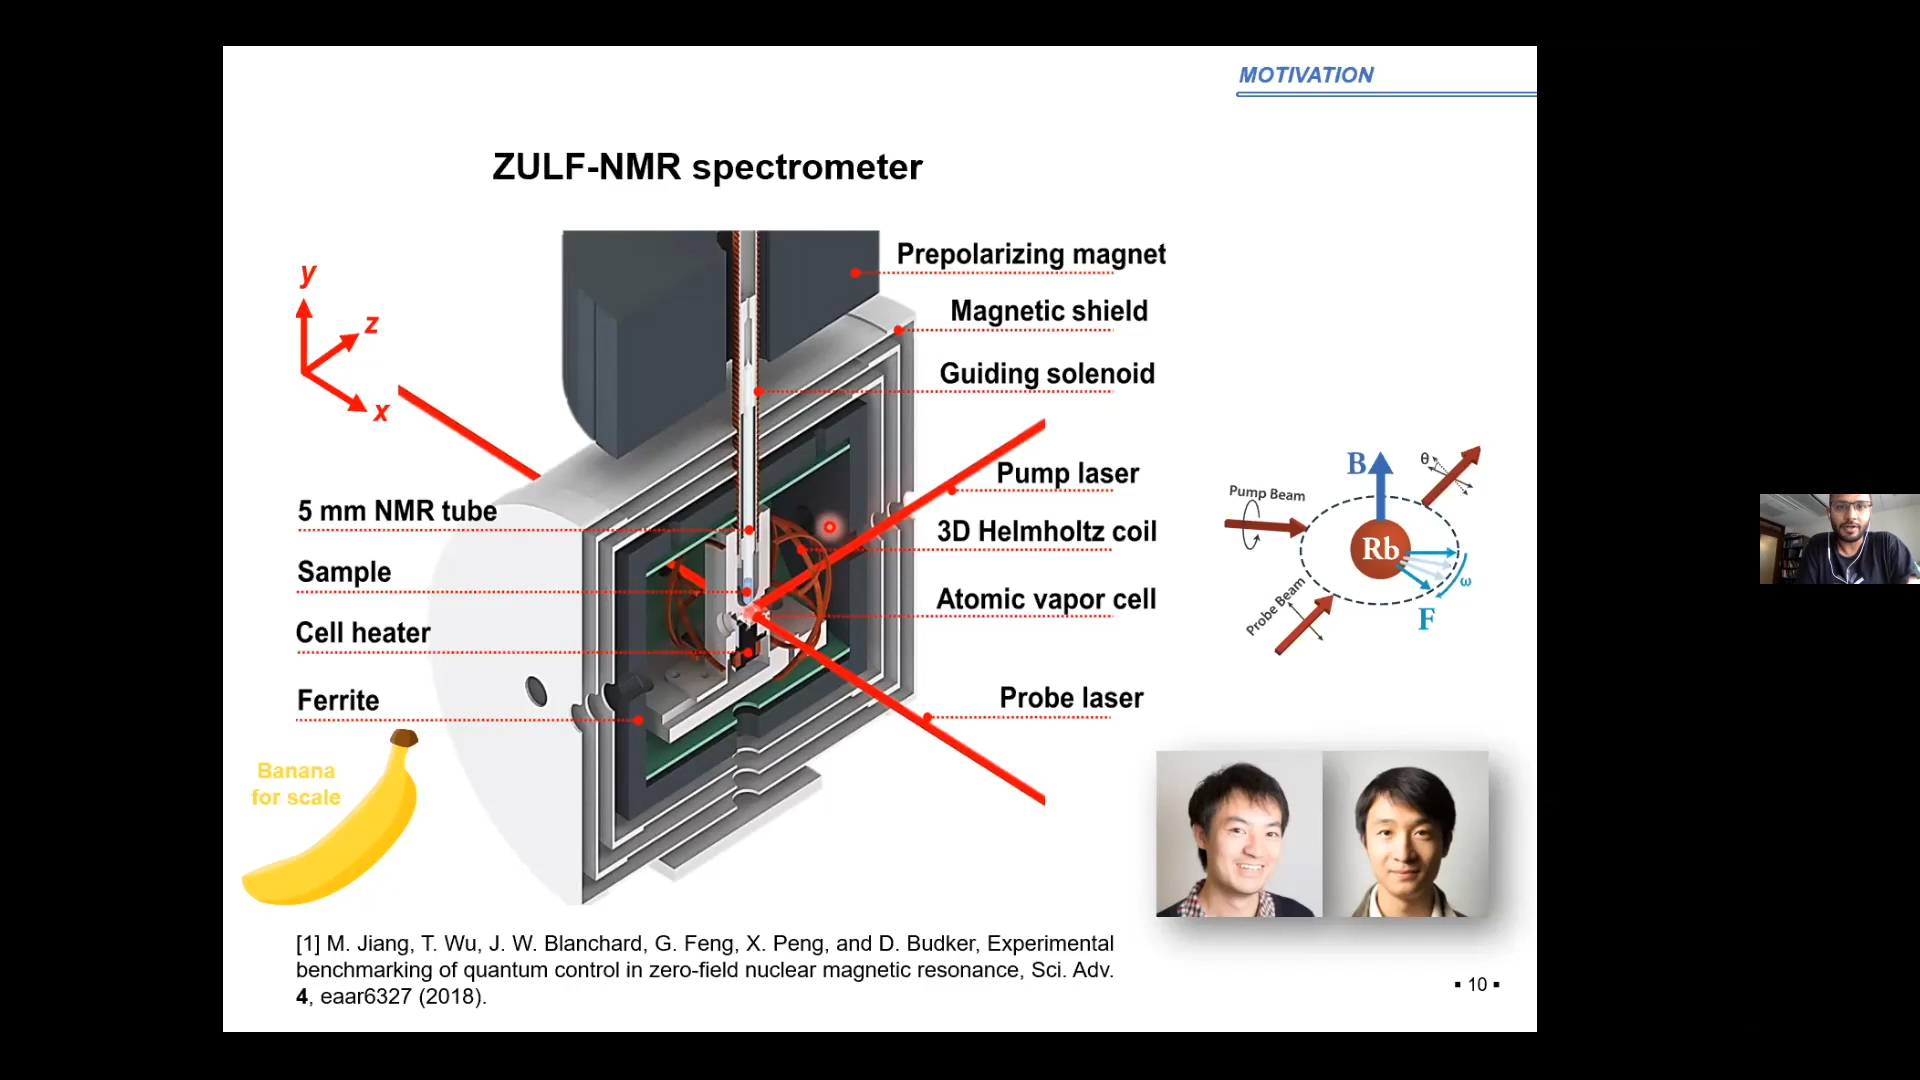 MOTIVATION
ZULF-NMR spectrometer
y
z
x
Prepolarizing magnet
Magnetic shield
Guiding solenoid
Pump laser
3D Helmholtz coil
Atomic vapor cell
Probe laser
5 mm NMR tube
Sample
Cell heater
Ferrite
Banana
for scale
B
θ
Pump Beam
Rb
ω
Probe Beam
F
[1] M. Jiang, T. Wu, J. W. Blanchard, G. Feng, X. Peng, and D. Budker, Experimental
benchmarking of quantum control in zero-field nuclear magnetic resonance, Sci. Adv.
4, eaar6327 (2018).
▪ 10 ▪